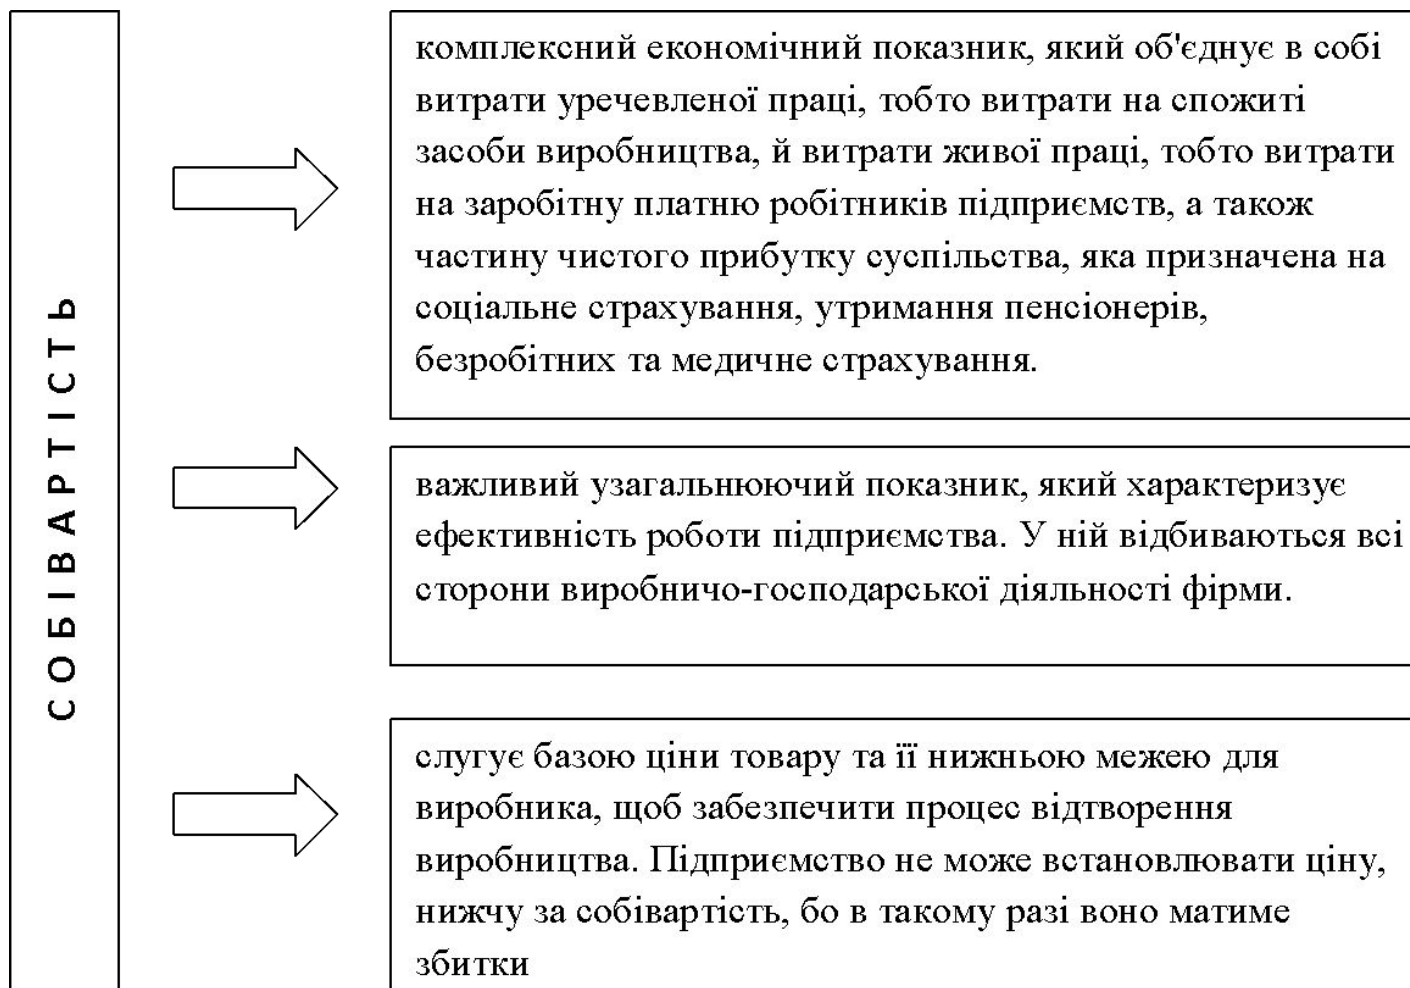 СОБІВАРТІСТЬ
комплексний економічний показник, який об'єднує в собі
витрати уречевленої праці, тобто витрати на спожиті
засоби виробництва, й витрати живої праці, тобто витрати
на заробітну платню робітників підприємств, а також
частину чистого прибутку суспільства, яка призначена на
соціальне страхування, утримання пенсіонерів,
безробітних та медичне страхування.
важливий узагальнюючий показник, який характеризує
ефективність роботи підприємства. У ній відбиваються всі
сторони виробничо-господарської діяльності фірми.
слугує базою ціни товару та її нижньою межею для
виробника, щоб забезпечити процес відтворення
виробництва. Підприємство не може встановлювати ціну,
нижчу за собівартість, бо в такому разі воно матиме
збитки